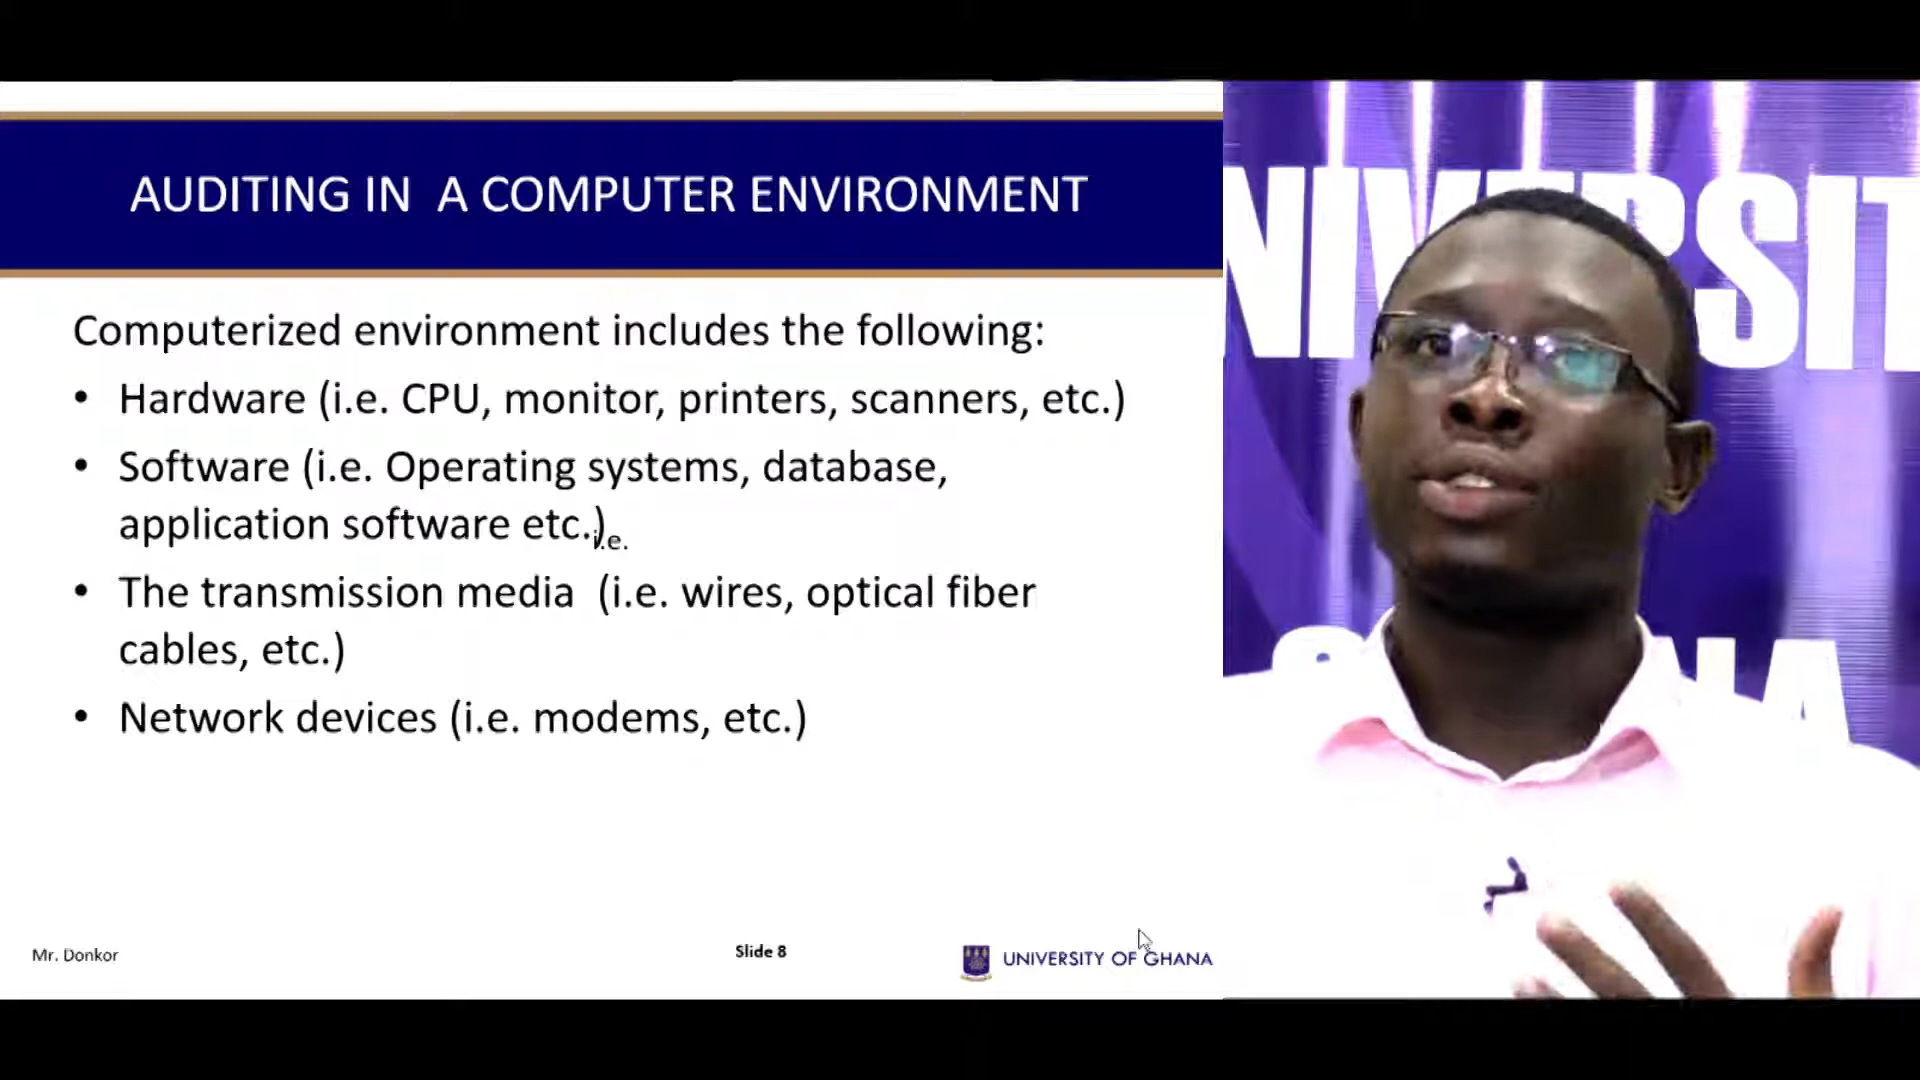 AUDITING IN A COMPUTER ENVIRONMENT
Computerized environment includes the following:
• Hardware (i.e. CPU, monitor, printers, scanners, etc.)
• Software (i.e. Operating systems, database,
application software etc.)
i.e.
• The transmission media (i.e. wires, optical fiber
cables, etc.)
• Network devices (i.e. modems, etc.)
Mr. Donkor
Slide 8
UNIVERSITY OF GHANA